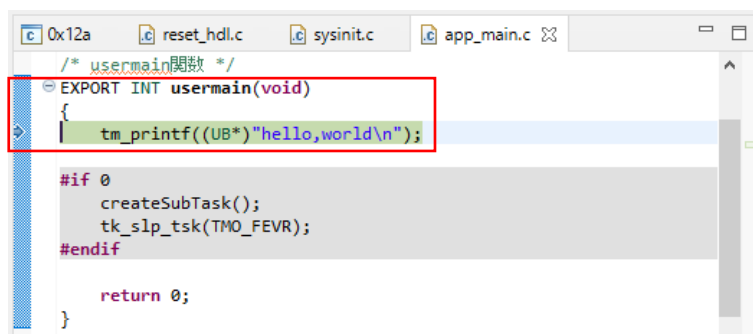 0x12a reset_hdl.c sysinit.c app_main.c
/* usermain関数 */
EXPORT INT usermain(void)
{
tm_printf((UB*)"hello,world\n");
#if 0
createSubTask();
tk_slp_tsk(TMO_FEVR);
#endif
return 0;
}